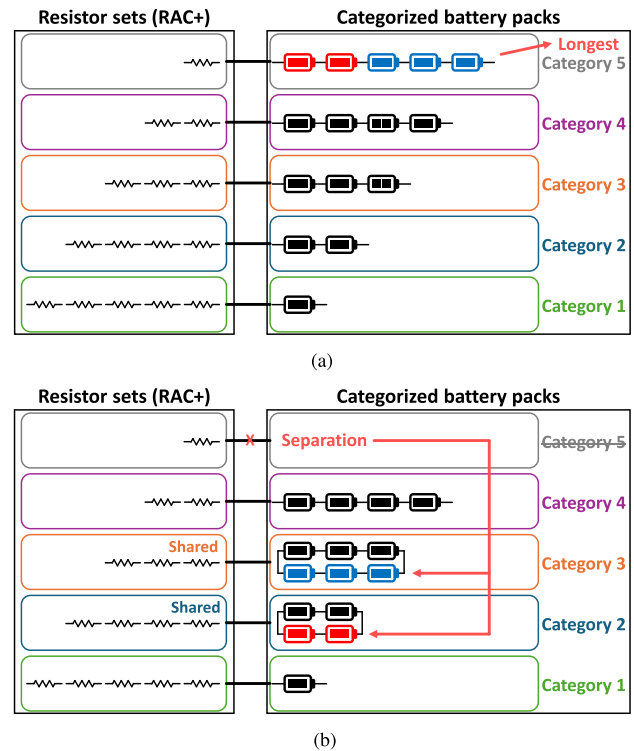 Resistor sets (RAC+)
Categorized battery packs
Longest
Category 5
Category 4
Category 3
Category 2
Category 1
(a)
Resistor sets (RAC+)
Categorized battery packs
X
Separation
Category 5
Category 4
Shared
Category 3
Shared
Category 2
Category 1
(b)